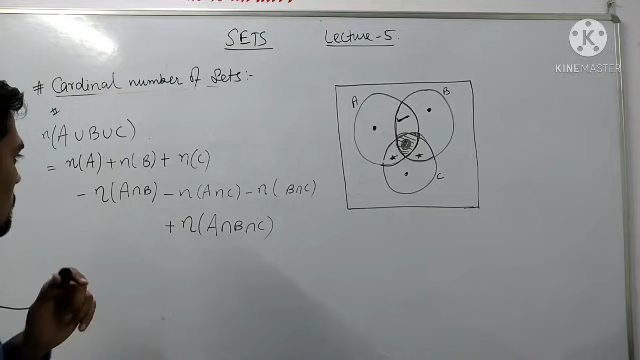 SETS Lecture-5.
# Cardinal number of Sets:-
n(A∪B∪C)
= n(A) + n(B) + n(C)
- n(A∩B) - n(A∩C) - n(B∩C)
+ n(A∩B∩C)
A
B
C
KINEMASTER